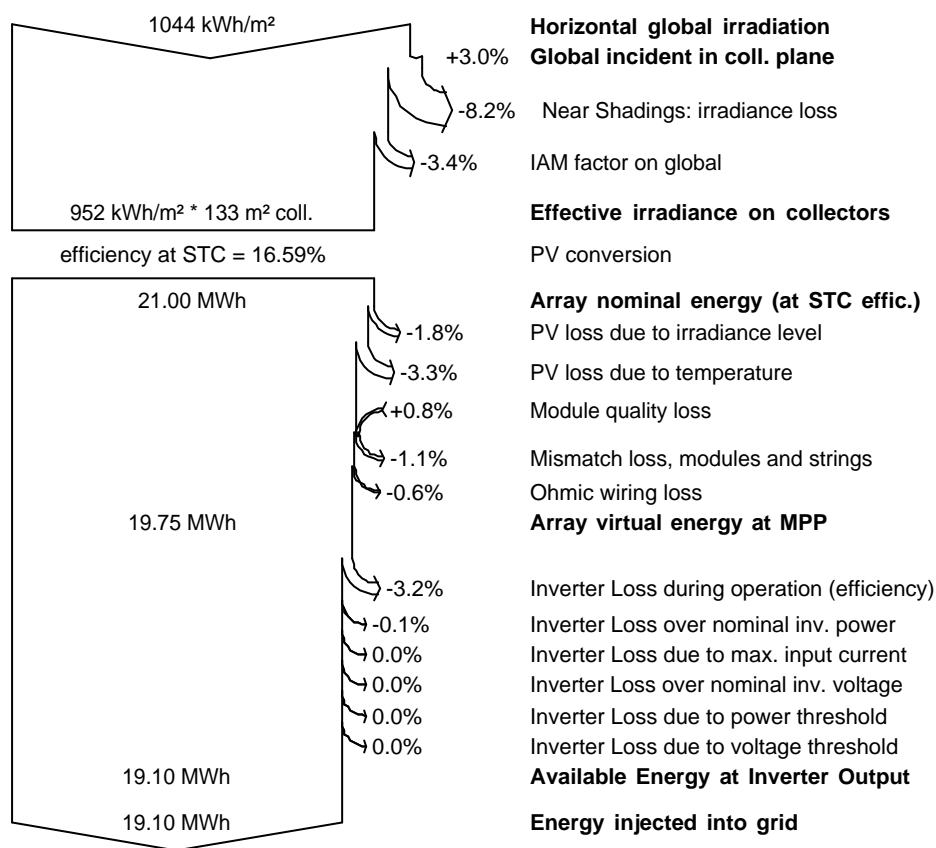 1044 kWh/m² Horizontal global irradiation
+3.0% Global incident in coll. plane
-8.2% Near Shadings: irradiance loss
-3.4% IAM factor on global
952 kWh/m² * 133 m² coll. Effective irradiance on collectors
efficiency at STC = 16.59% PV conversion
21.00 MWh Array nominal energy (at STC effic.)
-1.8% PV loss due to irradiance level
-3.3% PV loss due to temperature
+0.8% Module quality loss
-1.1% Mismatch loss, modules and strings
-0.6% Ohmic wiring loss
19.75 MWh Array virtual energy at MPP
-3.2% Inverter Loss during operation (efficiency)
-0.1% Inverter Loss over nominal inv. power
0.0% Inverter Loss due to max. input current
0.0% Inverter Loss over nominal inv. voltage
0.0% Inverter Loss due to power threshold
0.0% Inverter Loss due to voltage threshold
19.10 MWh Available Energy at Inverter Output
19.10 MWh Energy injected into grid